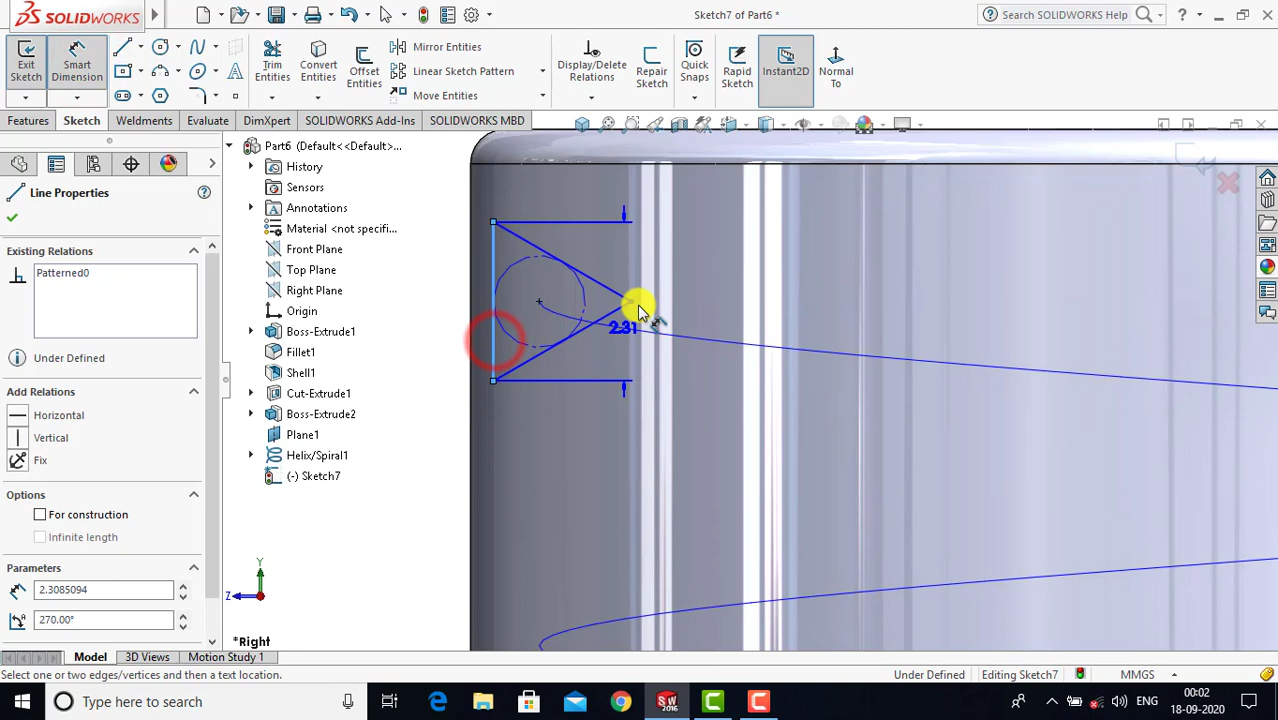 SOLIDWORKS
Sketch7 of Part6 *
Search SOLIDWORKS Help
Exit Sketch
Smart Dimension
Trim Entities
Convert Entities
Offset Entities
Mirror Entities
Linear Sketch Pattern
Move Entities
Display/Delete Relations
Repair Sketch
Quick Snaps
Rapid Sketch
Instant2D
Normal To
Features
Sketch
Weldments
Evaluate
DimXpert
SOLIDWORKS Add-Ins
SOLIDWORKS MBD
Line Properties
Existing Relations
Patterned0
Under Defined
Add Relations
Horizontal
Vertical
Fix
Options
For construction
Infinite length
Parameters
2.3085094
270.00°
Part6 (Default<<Default>...
History
Sensors
Annotations
Material <not specifi...
Front Plane
Top Plane
Right Plane
Origin
Boss-Extrude1
Fillet1
Shell1
Cut-Extrude1
Boss-Extrude2
Plane1
Helix/Spiral1
(-) Sketch7
2.31
Y
Z
*Right
Model
3D Views
Motion Study 1
Select one or two edges/vertices and then a text location.
Under Defined
Editing Sketch7
MMGS
Type here to search
SW
2016
ENG
00:02
18-09-2020